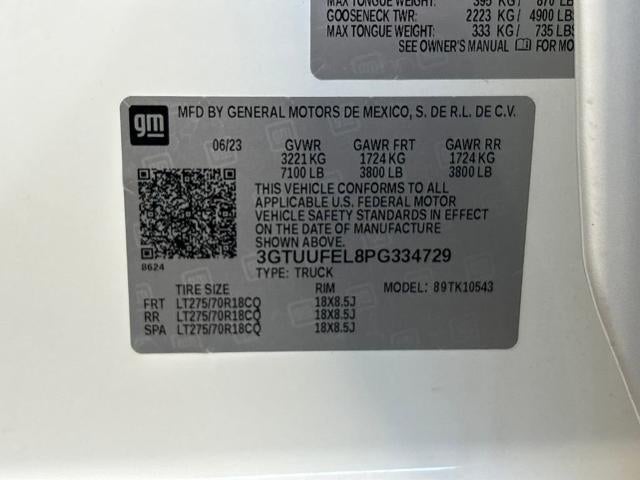 MAX TONGUE WEIGHT: 395 KG / 870 LBS
GOOSENECK TWR: 2223 KG / 4900 LBS
MAX TONGUE WEIGHT: 333 KG / 735 LBS
SEE OWNER'S MANUAL FOR MO
gm
MFD BY GENERAL MOTORS DE MEXICO, S. DE R.L. DE C.V.
06/23 GVWR GAWR FRT GAWR RR
3221 KG 1724 KG 1724 KG
7100 LB 3800 LB 3800 LB
THIS VEHICLE CONFORMS TO ALL
APPLICABLE U.S. FEDERAL MOTOR
VEHICLE SAFETY STANDARDS IN EFFECT
ON THE DATE OF MANUFACTURE
SHOWN ABOVE.
8624
3GTUUFEL8PG334729
TYPE: TRUCK
TIRE SIZE RIM MODEL: 89TK10543
FRT LT275/70R18CQ 18X8.5J
RR LT275/70R18CQ 18X8.5J
SPA LT275/70R18CQ 18X8.5J